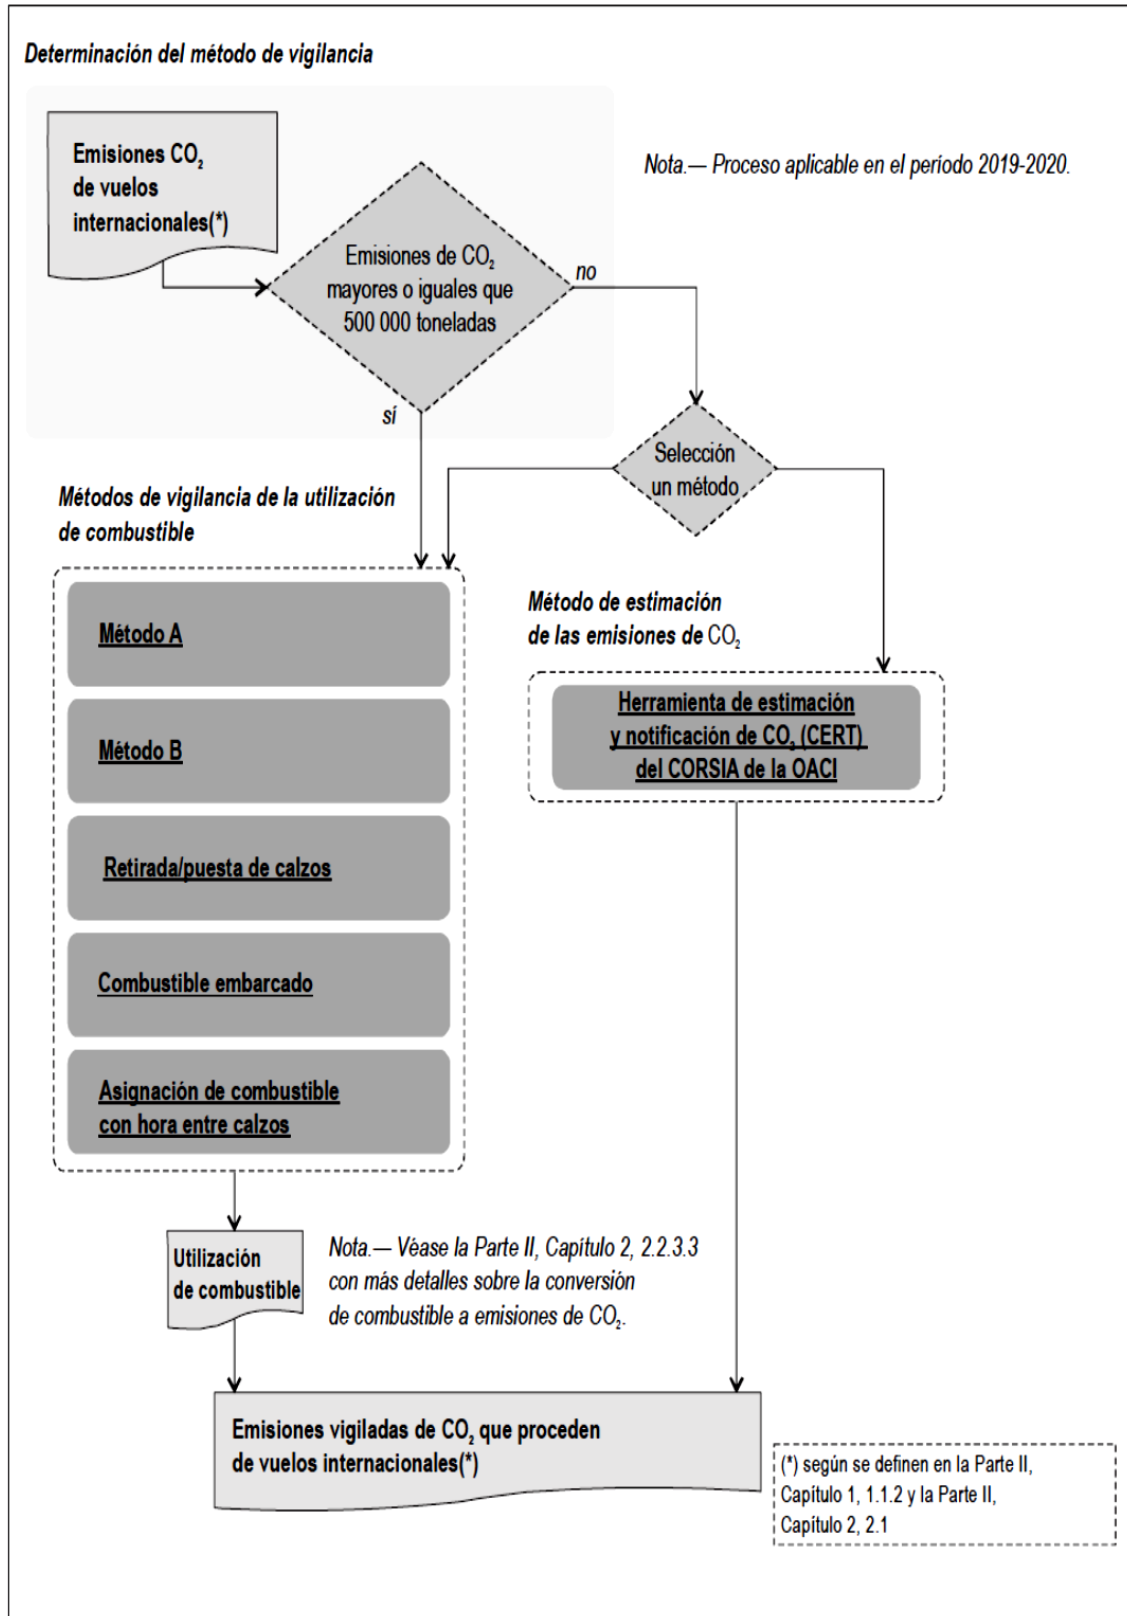 Determinación del método de vigilancia
Emisiones CO₂
de vuelos
internacionales(*)
Nota.— Proceso aplicable en el período 2019-2020.
Emisiones de CO₂
mayores o iguales que
500 000 toneladas
no
sí
Selección
un método
Métodos de vigilancia de la utilización
de combustible
Método A
Método B
Retirada/puesta de calzos
Combustible embarcado
Asignación de combustible
con hora entre calzos
Método de estimación
de las emisiones de CO₂
Herramienta de estimación
y notificación de CO₂ (CERT)
del CORSIA de la OACI
Utilización
de combustible
Nota.— Véase la Parte II, Capítulo 2, 2.2.3.3
con más detalles sobre la conversión
de combustible a emisiones de CO₂.
Emisiones vigiladas de CO₂ que proceden
de vuelos internacionales(*)
(*) según se definen en la Parte II,
Capítulo 1, 1.1.2 y la Parte II,
Capítulo 2, 2.1